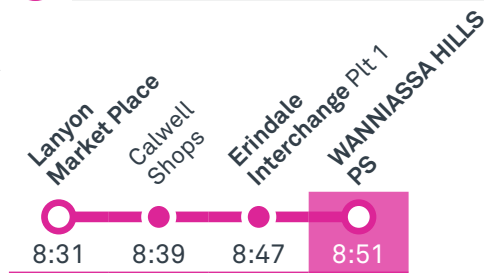 Lanyon
Market Place
Calwell
Shops
Erindale
Interchange Plt 1
WANNIASSA HILLS
PS
8:31 8:39 8:47 8:51